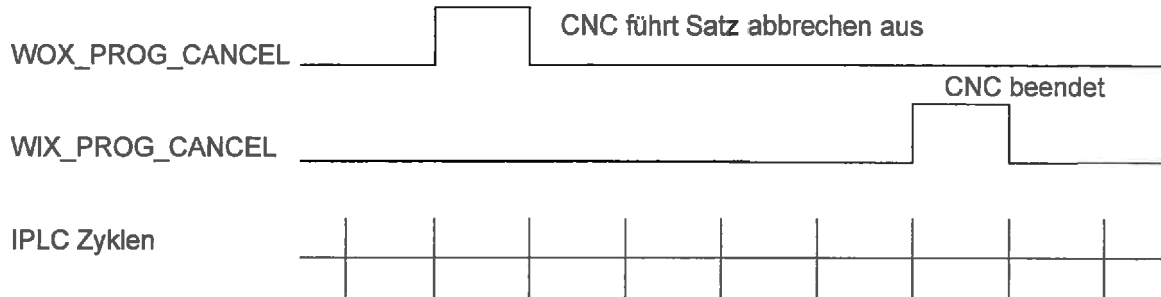 CNC führt Satz abbrechen aus
WOX_PROG_CANCEL
CNC beendet
WIX_PROG_CANCEL
IPLC Zyklen